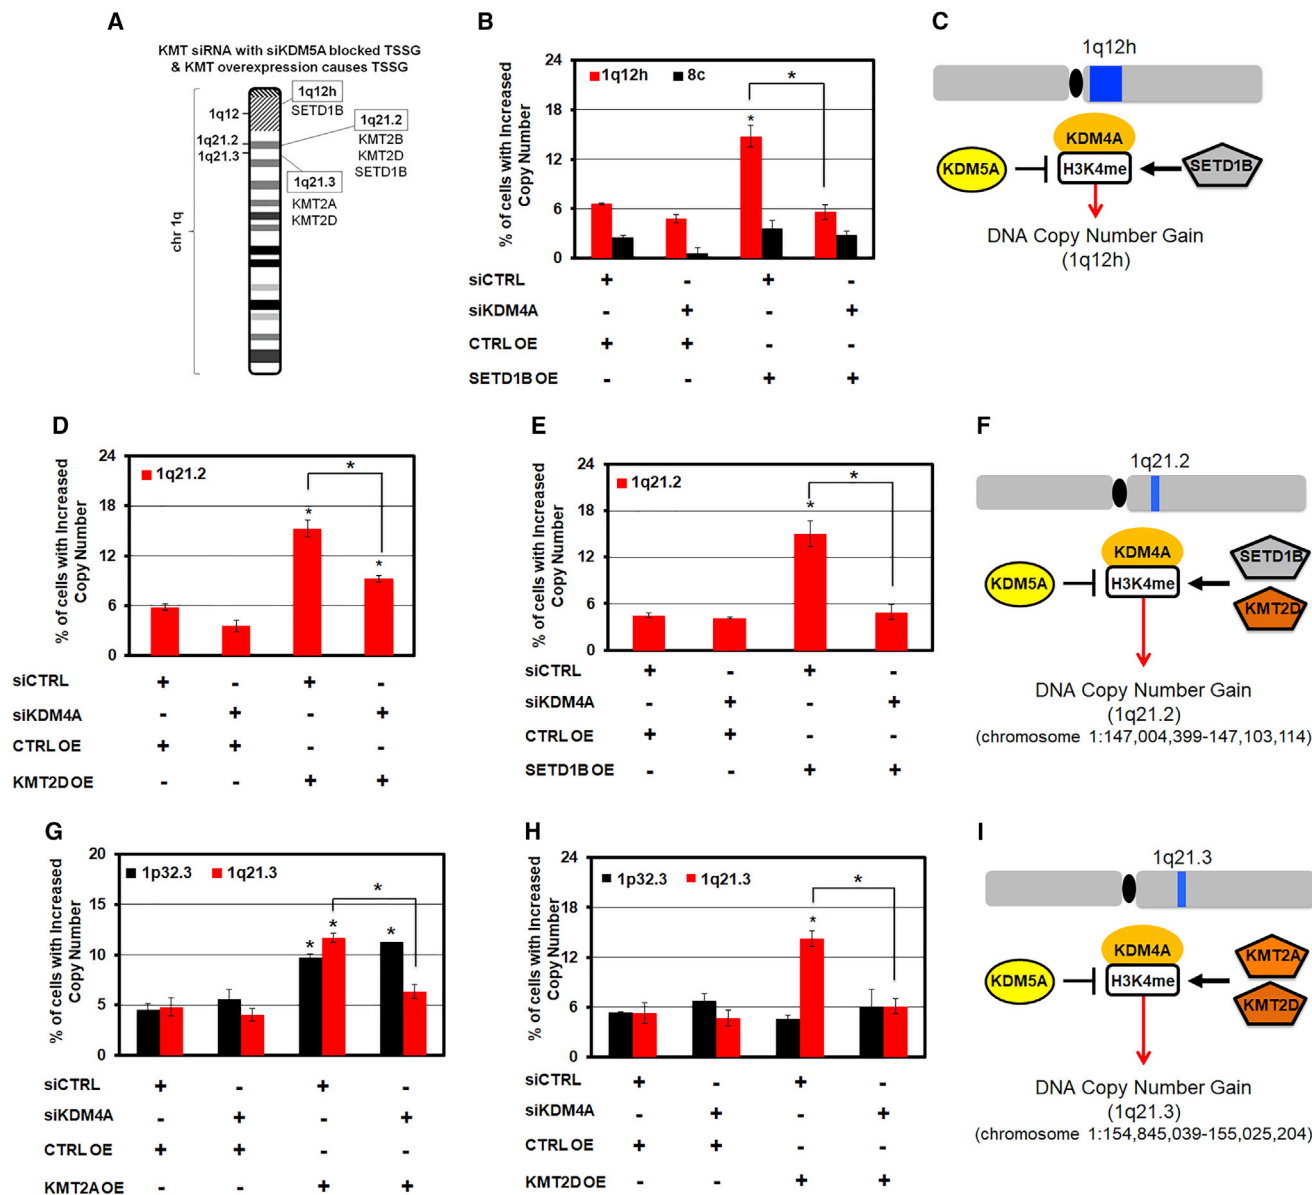 A
KMT siRNA with siKDM5A blocked TSSG
& KMT overexpression causes TSSG
1q12h
SETD1B
1q12
1q21.2
1q21.2
KMT2B
KMT2D
SETD1B
1q21.3
1q21.3
KMT2A
KMT2D
chr 1q
B
% of cells with Increased
Copy Number
24
18
12
6
0
1q12h 8c
*
*
siCTRL + - + -
siKDM4A - + - +
CTRL OE + + - -
SETD1B OE - - + +
C
1q12h
KDM4A
KDM5A
H3K4me
SETD1B
DNA Copy Number Gain
(1q12h)
D
% of cells with Increased
Copy Number
24
18
12
6
0
1q21.2
*
*
*
siCTRL + - + -
siKDM4A - + - +
CTRL OE + + - -
KMT2D OE - - + +
E
% of cells with Increased
Copy Number
24
18
12
6
0
1q21.2
*
*
siCTRL + - + -
siKDM4A - + - +
CTRL OE + + - -
SETD1B OE - - + +
F
1q21.2
KDM4A
KDM5A
H3K4me
SETD1B
KMT2D
DNA Copy Number Gain
(1q21.2)
(chromosome 1:147,004,399-147,103,114)
G
% of cells with Increased
Copy Number
20
15
10
5
0
1p32.3 1q21.3
*
* * *
siCTRL + - + -
siKDM4A - + - +
CTRL OE + + - -
KMT2A OE - - + +
H
% of cells with Increased
Copy Number
24
18
12
6
0
1p32.3 1q21.3
*
*
siCTRL + - + -
siKDM4A - + - +
CTRL OE + + - -
KMT2D OE - - + +
I
1q21.3
KDM4A
KDM5A
H3K4me
KMT2A
KMT2D
DNA Copy Number Gain
(1q21.3)
(chromosome 1:154,845,039-155,025,204)